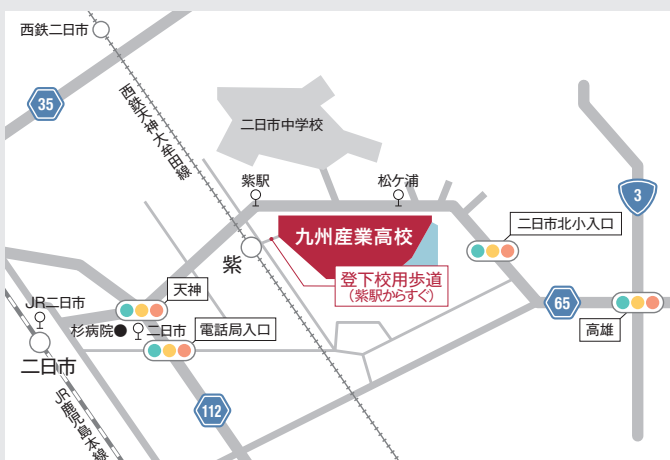 西鉄二日市
35
西鉄天神大牟田線
二日市中学校
紫駅
松ケ浦
3
九州産業高校
二日市北小入口
紫
登下校用歩道
(紫駅からすぐ)
天神
JR二日市
65
杉病院
二日市
電話局入口
高雄
二日市
112
JR鹿児島本線